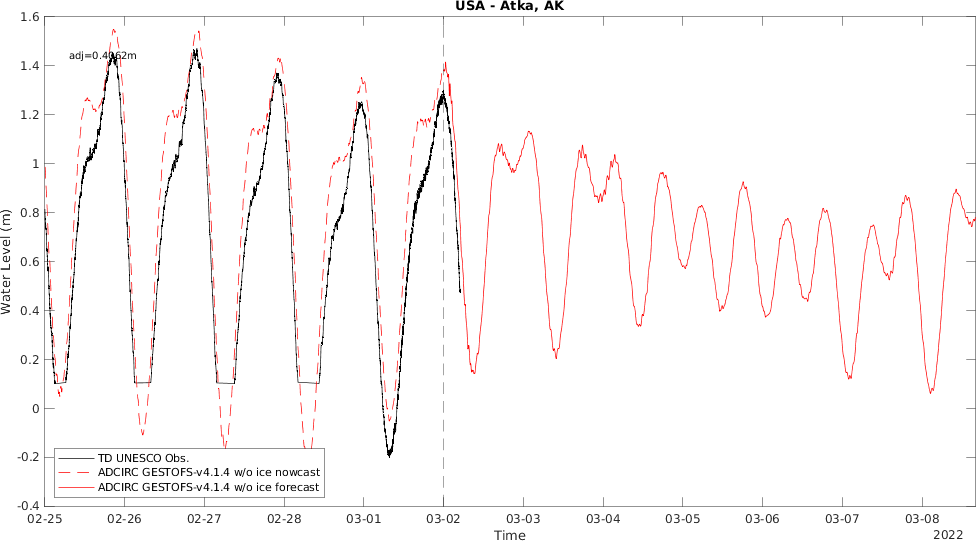 USA - Atka, AK
1.6
1.4
1.2
1
0.8
0.6
0.4
0.2
0
-0.2
-0.4
Water Level (m)
adj=0.4062m
TD UNESCO Obs.
ADCIRC GESTOFS-v4.1.4 w/o ice nowcast
ADCIRC GESTOFS-v4.1.4 w/o ice forecast
02-25 02-26 02-27 02-28 03-01 03-02 03-03 03-04 03-05 03-06 03-07 03-08
Time
2022